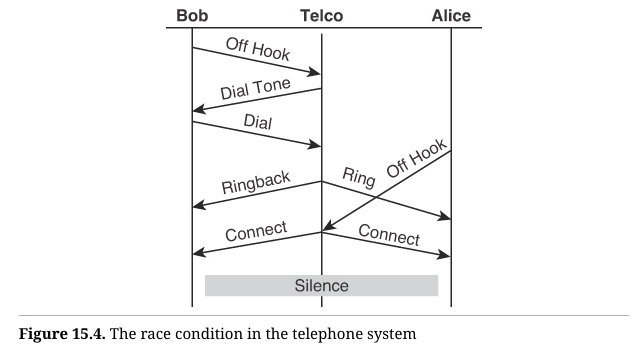 Bob Telco Alice
Off Hook
Dial Tone
Dial
Off Hook
Ringback
Ring
Connect
Connect
Silence
Figure 15.4. The race condition in the telephone system